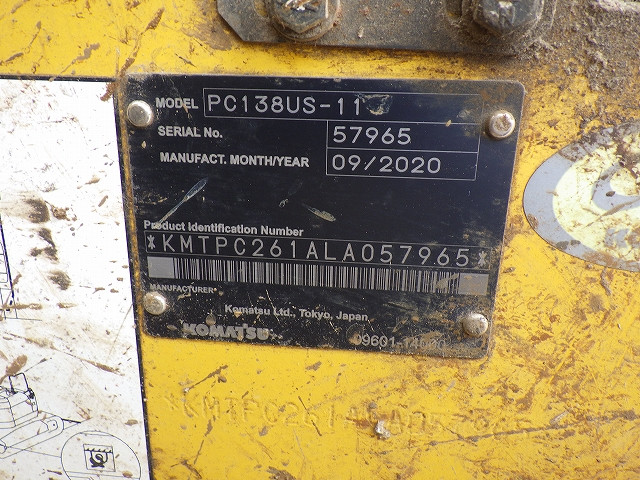 MODEL PC138US-11
SERIAL No. 57965
MANUFACT. MONTH/YEAR 09/2020
Product Identification Number
*KMTPC261ALA057965*
MANUFACTURER
Komatsu Ltd., Tokyo, Japan
KOMATSU